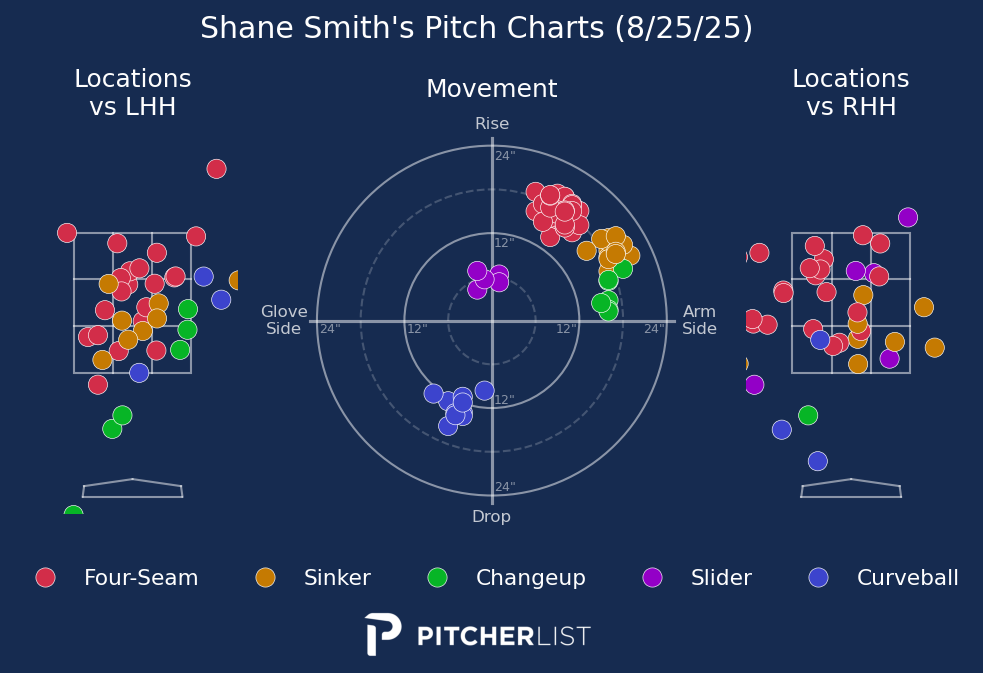 Shane Smith's Pitch Charts (8/25/25)
Locations
vs LHH
Movement
Locations
vs RHH
Rise
24"
12"
Glove
Side
24"
12"
12"
24"
Arm
Side
12"
24"
Drop
Four-Seam
Sinker
Changeup
Slider
Curveball
PITCHERLIST